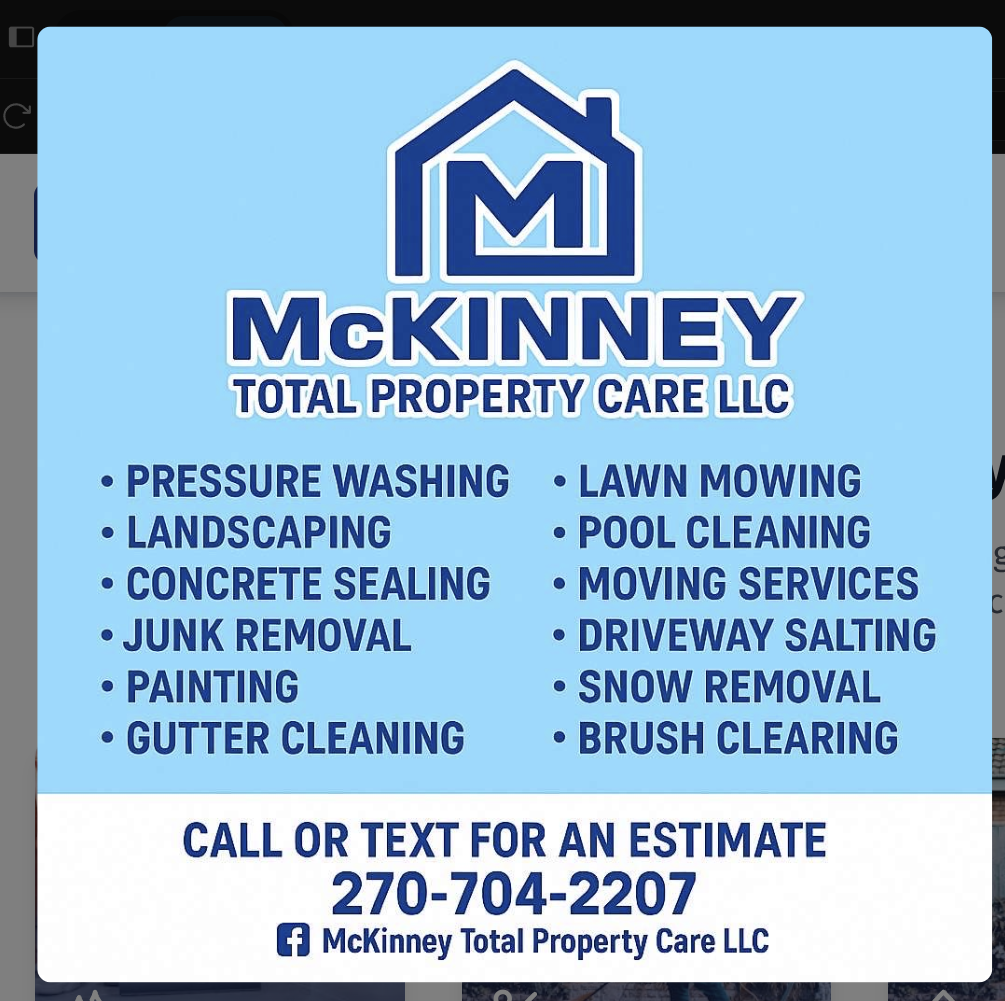 M
McKINNEY
TOTAL PROPERTY CARE LLC
• PRESSURE WASHING
• LANDSCAPING
• CONCRETE SEALING
• JUNK REMOVAL
• PAINTING
• GUTTER CLEANING
• LAWN MOWING
• POOL CLEANING
• MOVING SERVICES
• DRIVEWAY SALTING
• SNOW REMOVAL
• BRUSH CLEARING
CALL OR TEXT FOR AN ESTIMATE
270-704-2207
McKinney Total Property Care LLC